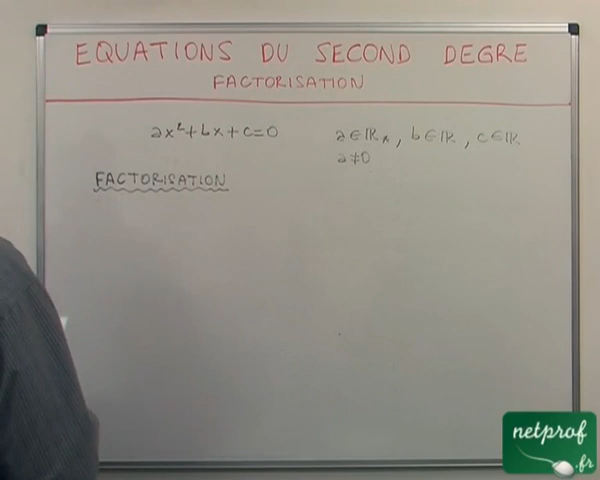 EQUATIONS DU SECOND DEGRE
FACTORISATION
ax²+bx+c=0 a∈ℝ*, b∈ℝ, c∈ℝ
a≠0
FACTORISATION
netprof
.fr